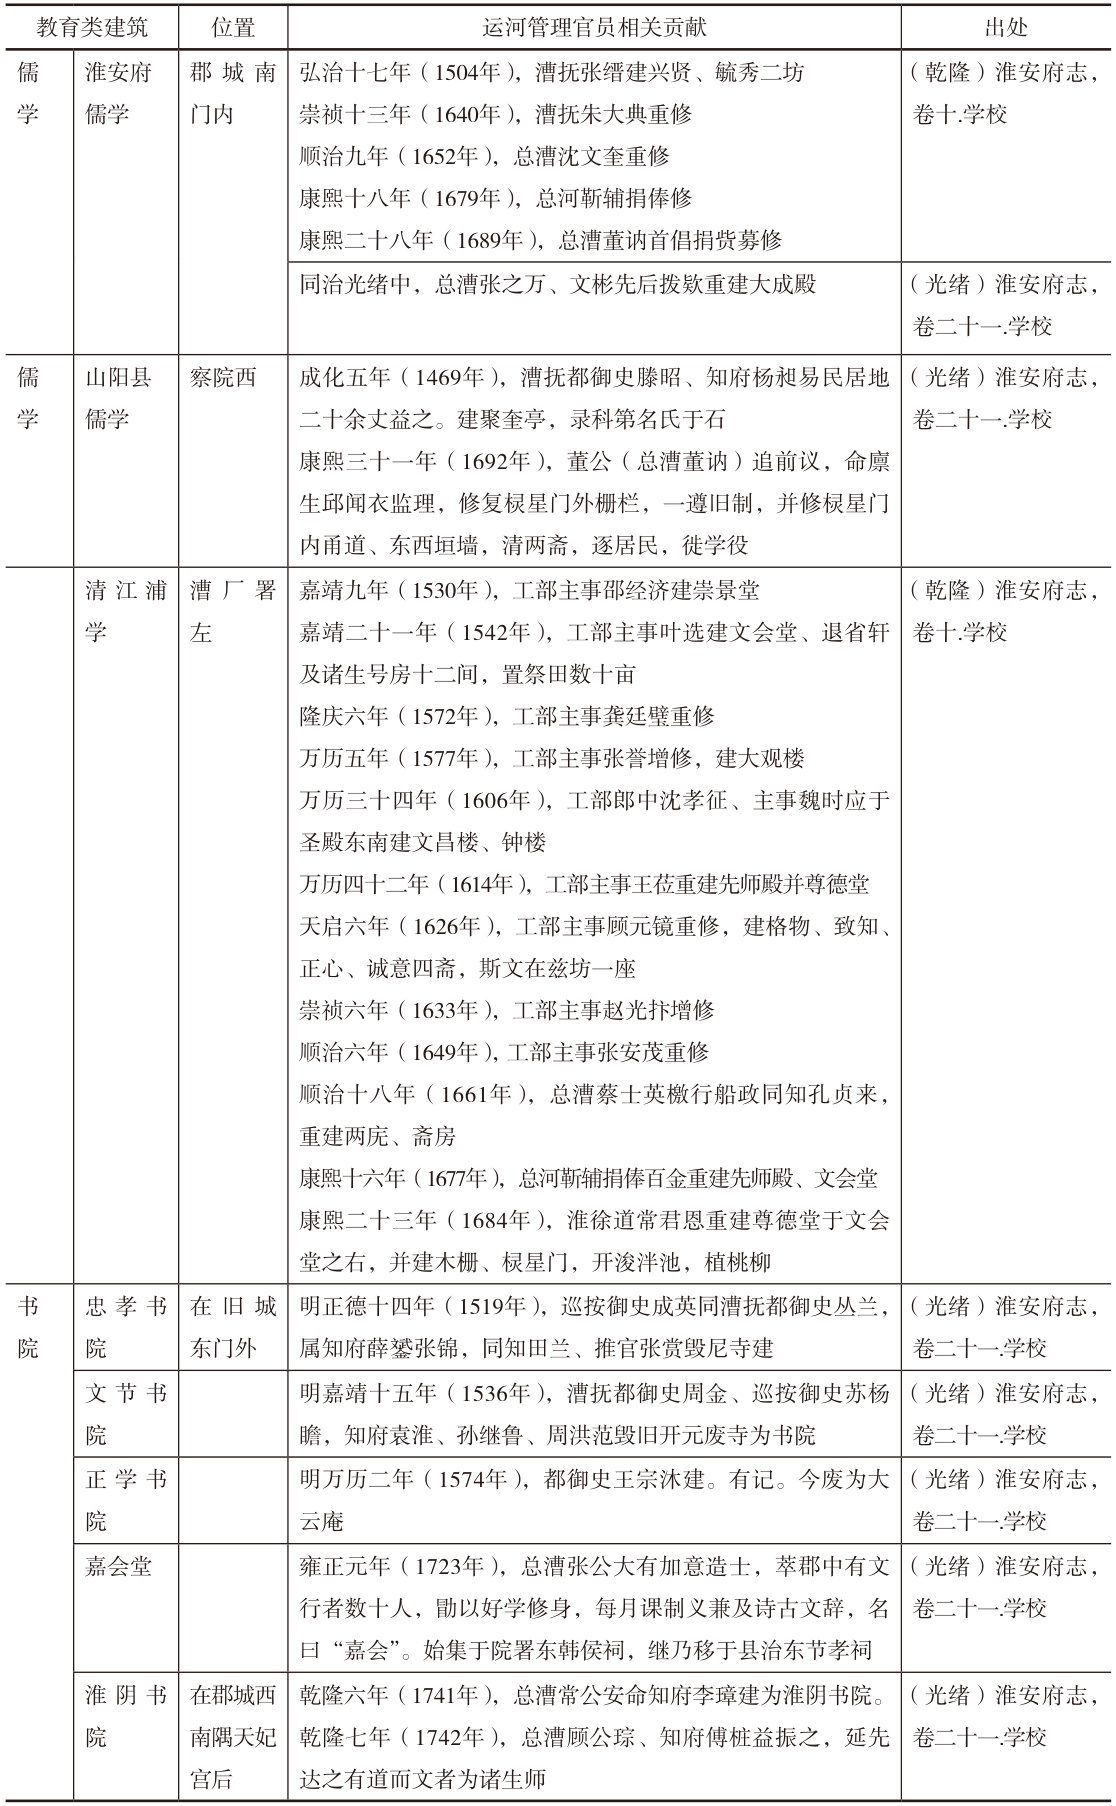 教育类建筑 位置 运河管理官员相关贡献 出处
儒 淮安府 郡城南 弘治十七年（1504年），漕抚张缙建兴贤、毓秀二坊 （乾隆）淮安府志，
学 儒学 门内 崇祯十三年（1640年），漕抚朱大典重修 卷十.学校
顺治九年（1652年），总漕沈文奎重修
康熙十八年（1679年），总河靳辅捐俸修
康熙二十八年（1689年），总漕董讷首倡捐赀募修
同治光绪中，总漕张之万、文彬先后拨欵重建大成殿 （光绪）淮安府志，
卷二十一.学校
儒 山阳县 察院西 成化五年（1469年），漕抚都御史滕昭、知府杨昶易民居地 （光绪）淮安府志，
学 儒学 二十余丈益之。建聚奎亭，录科第名氏于石 卷二十一.学校
康熙三十一年（1692年），董公（总漕董讷）追前议，命廪
生邱闻衣监理，修复棂星门外栅栏，一遵旧制，并修棂星门
内甬道、东西垣墙，清两斋，逐居民，徙学役
清江浦 漕厂署 嘉靖九年（1530年），工部主事邵经济建崇景堂 （乾隆）淮安府志，
学 左 嘉靖二十一年（1542年），工部主事叶选建文会堂、退省轩 卷十.学校
及诸生号房十二间，置祭田数十亩
隆庆六年（1572年），工部主事龚廷璧重修
万历五年（1577年），工部主事张誉增修，建大观楼
万历三十四年（1606年），工部郎中沈孝征、主事魏时应于
圣殿东南建文昌楼、钟楼
万历四十二年（1614年），工部主事王莅重建先师殿并尊德堂
天启六年（1626年），工部主事顾元镜重修，建格物、致知、
正心、诚意四斋，斯文在兹坊一座
崇祯六年（1633年），工部主事赵光抃增修
顺治六年（1649年），工部主事张安茂重修
顺治十八年（1661年），总漕蔡士英檄行船政同知孔贞来，
重建两庑、斋房
康熙十六年（1677年），总河靳辅捐俸百金重建先师殿、文会堂
康熙二十三年（1684年），淮徐道常君恩重建尊德堂于文会
堂之右，并建木栅、棂星门，开浚泮池，植桃柳
书 忠孝书 在旧城 明正德十四年（1519年），巡按御史成英同漕抚都御史丛兰， （光绪）淮安府志，
院 院 东门外 属知府薛鋈张锦，同知田兰、推官张赏毁尼寺建 卷二十一.学校
文节书 明嘉靖十五年（1536年），漕抚都御史周金、巡按御史苏杨 （光绪）淮安府志，
院 瞻，知府袁淮、孙继鲁、周洪范毁旧开元废寺为书院 卷二十一.学校
正学书 明万历二年（1574年），都御史王宗沐建。有记。今废为大 （光绪）淮安府志，
院 云庵 卷二十一.学校
嘉会堂 雍正元年（1723年），总漕张公大有加意造士，萃郡中有文 （光绪）淮安府志，
行者数十人，勖以好学修身，每月课制义兼及诗古文辞，名 卷二十一.学校
曰“嘉会”。始集于院署东韩侯祠，继乃移于县治东节孝祠
淮阴书 在郡城西 乾隆六年（1741年），总漕常公安命知府李璋建为淮阴书院。 （光绪）淮安府志，
院 南隅天妃 乾隆七年（1742年），总漕顾公琮、知府傅椿益振之，延先 卷二十一.学校
宫后 达之有道而文者为诸生师